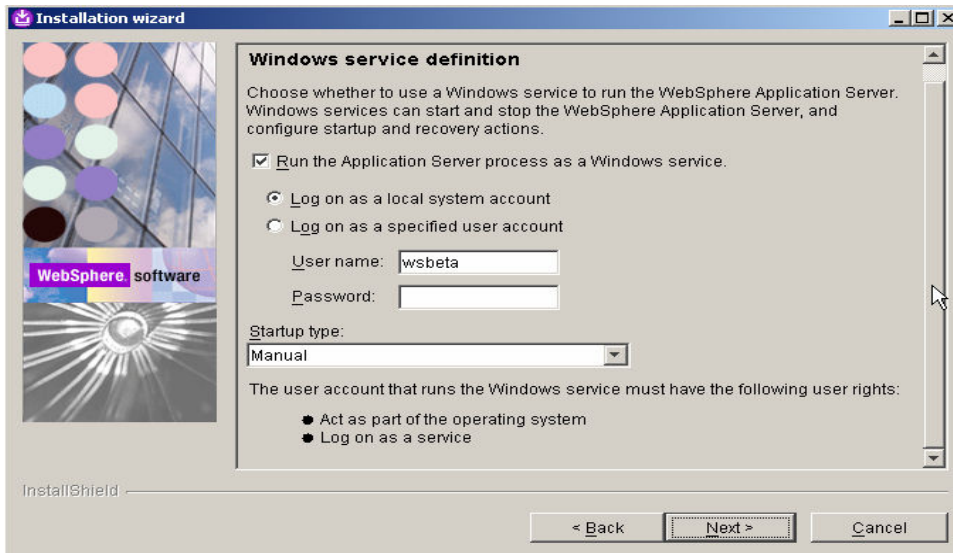 Installation wizard
Windows service definition
Choose whether to use a Windows service to run the WebSphere Application Server.
Windows services can start and stop the WebSphere Application Server, and
configure startup and recovery actions.
Run the Application Server process as a Windows service.
Log on as a local system account
Log on as a specified user account
User name: wsbeta
Password:
Startup type:
Manual
The user account that runs the Windows service must have the following user rights:
Act as part of the operating system
Log on as a service
WebSphere. software
InstallShield
< Back Next > Cancel